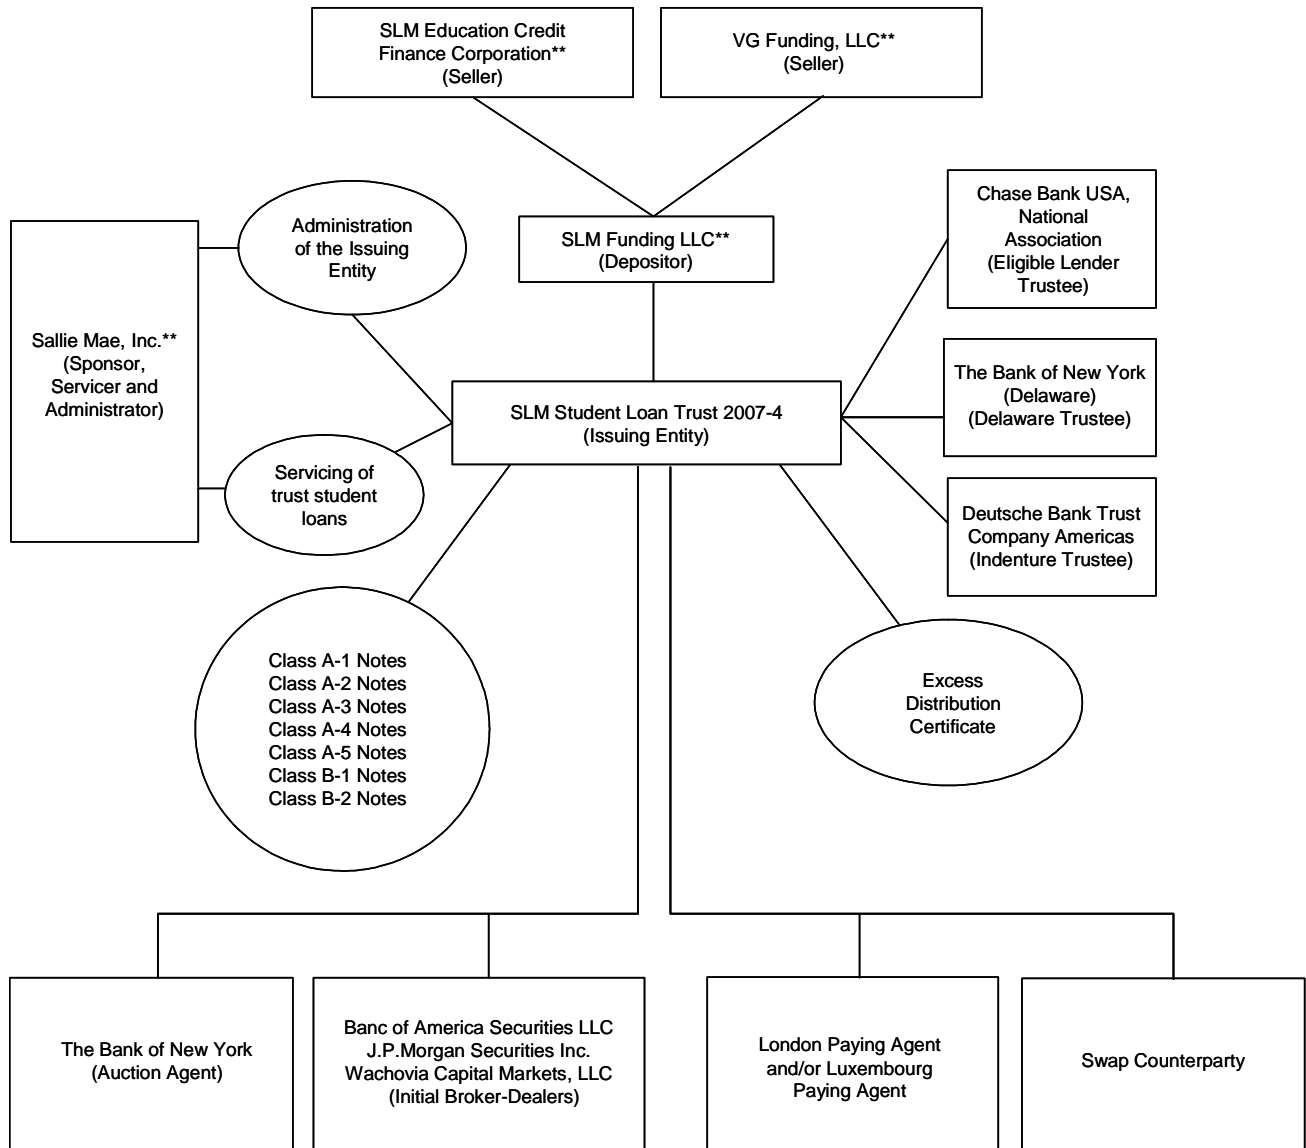 SLM Education Credit
Finance Corporation**
(Seller)
VG Funding, LLC**
(Seller)
Chase Bank USA,
National
Association
(Eligible Lender
Trustee)
Administration
of the Issuing
Entity
SLM Funding LLC**
(Depositor)
Sallie Mae, Inc.**
(Sponsor,
Servicer and
Administrator)
The Bank of New York
(Delaware)
(Delaware Trustee)
SLM Student Loan Trust 2007-4
(Issuing Entity)
Servicing of
trust student
loans
Deutsche Bank Trust
Company Americas
(Indenture Trustee)
Class A-1 Notes
Class A-2 Notes
Class A-3 Notes
Class A-4 Notes
Class A-5 Notes
Class B-1 Notes
Class B-2 Notes
Excess
Distribution
Certificate
The Bank of New York
(Auction Agent)
Banc of America Securities LLC
J.P.Morgan Securities Inc.
Wachovia Capital Markets, LLC
(Initial Broker-Dealers)
London Paying Agent
and/or Luxembourg
Paying Agent
Swap Counterparty